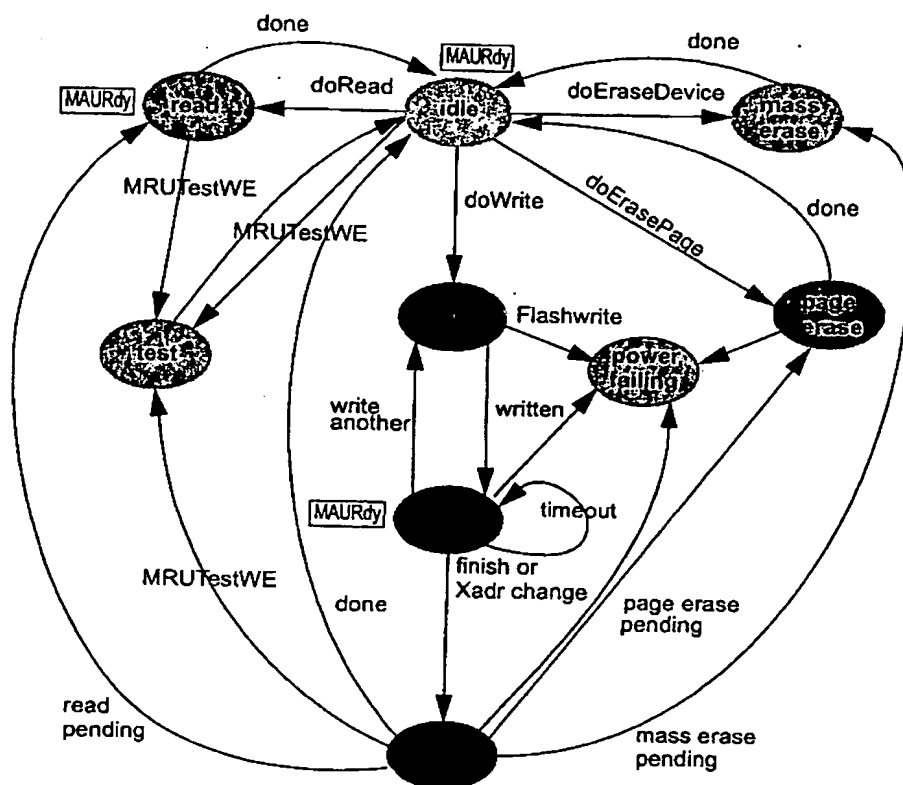 done
MAURdy
done
MAURdy
read
doRead
idle
doEraseDevice
mass
erase
MRUTestWE
MRUTestWE
doWrite
doErasePage
done
test
Flashwrite
page
erase
power
failing
write
another
written
MAURdy
timeout
MRUTestWE
done
finish or
Xadr change
page erase
pending
read
pending
mass erase
pending